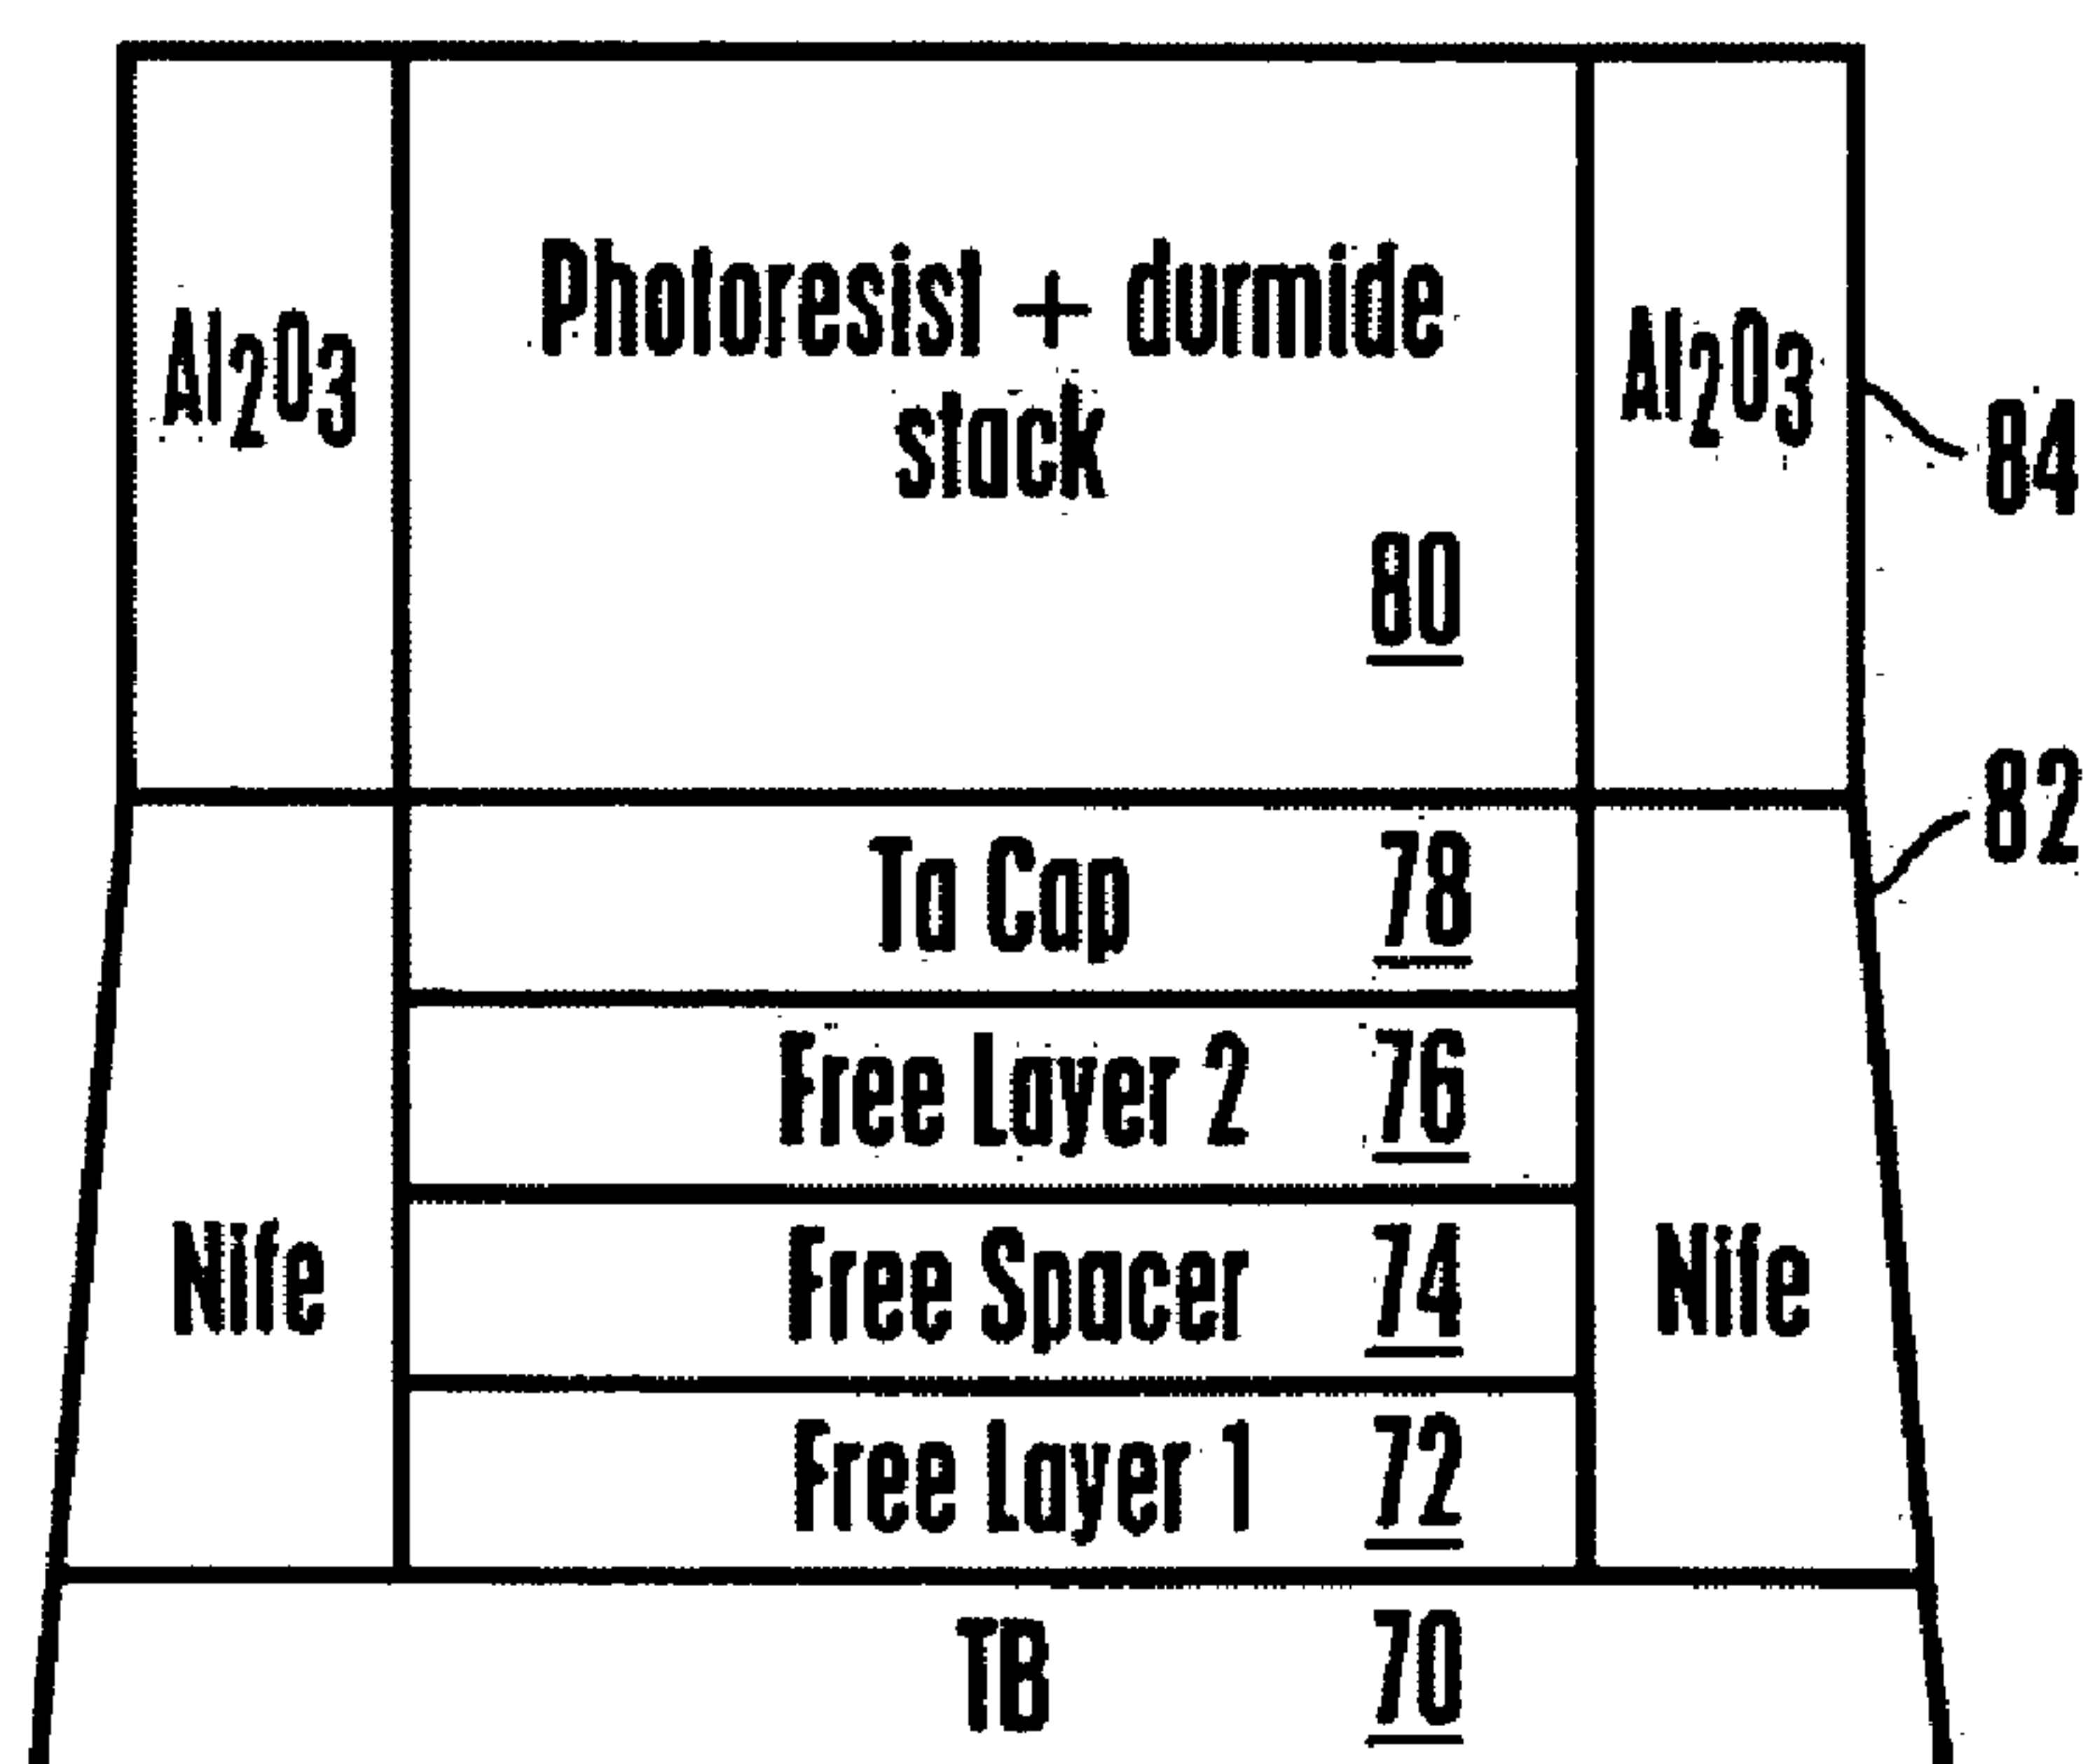 Photoresist + durmide
stack
Al2O3
Al2O3
84
80
82
Ta Cap 78
Free Layer 2 76
Nife
Free Spacer 74
Nife
Free Layer 1 72
TB 70